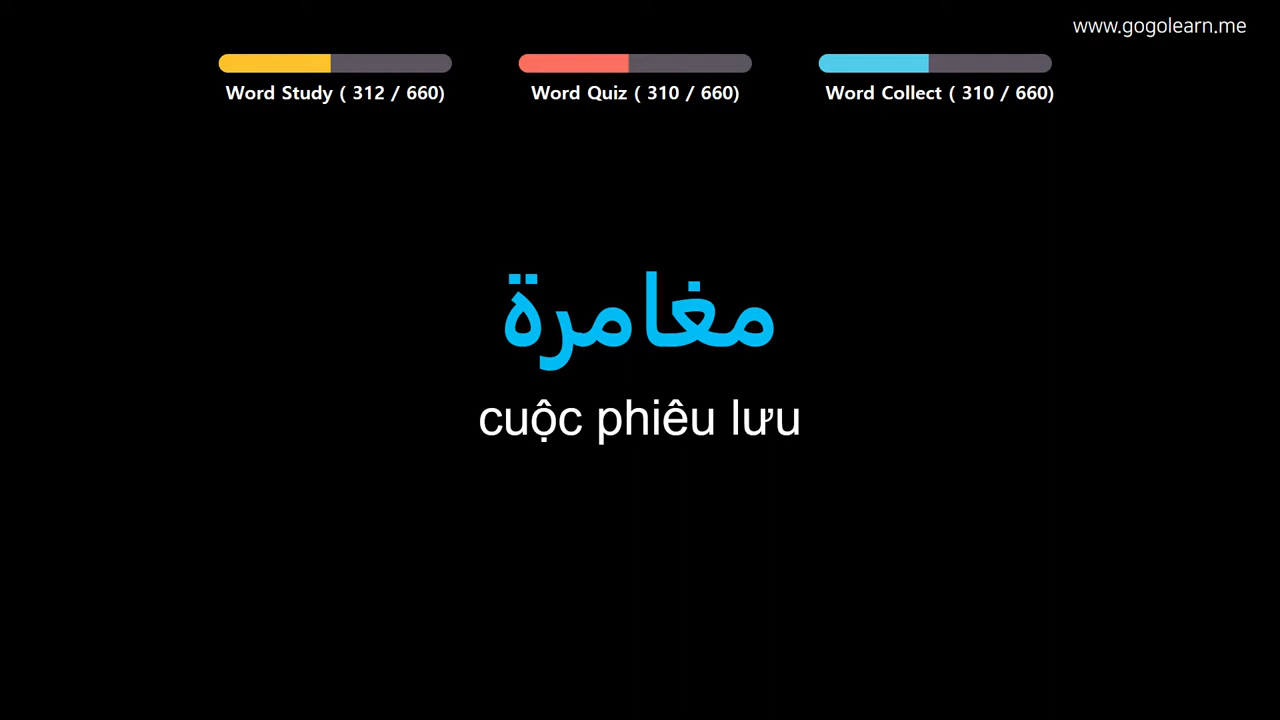 www.gogolearn.me
Word Study ( 312 / 660)
Word Quiz ( 310 / 660)
Word Collect ( 310 / 660)
مغامرة
cuộc phiêu lưu